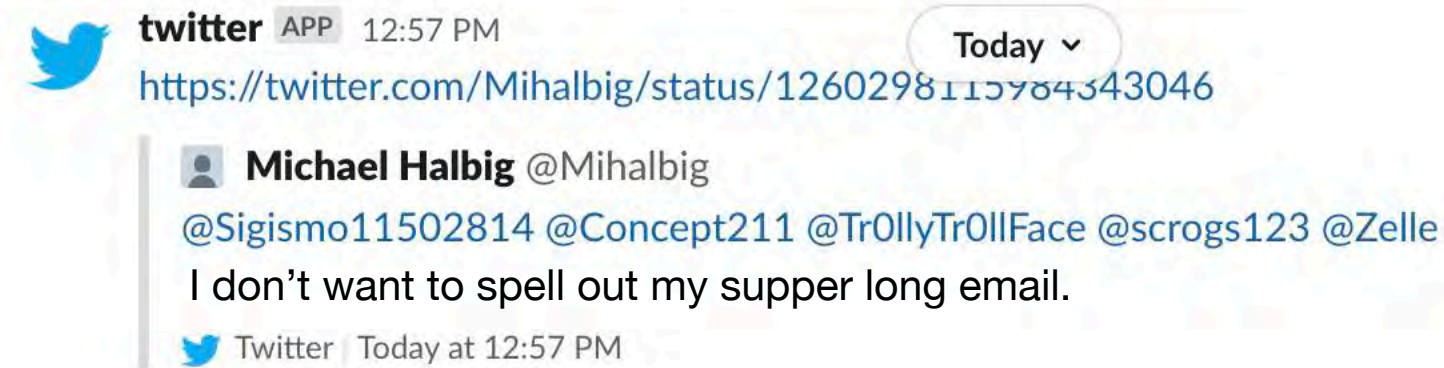 twitter APP 12:57 PM
Today
https://twitter.com/Mihalbig/status/1260298115984343046
Michael Halbig @Mihalbig
@Sigismo11502814 @Concept211 @Tr0llyTr0llFace @scrogs123 @Zelle
I don’t want to spell out my supper long email.
Twitter Today at 12:57 PM